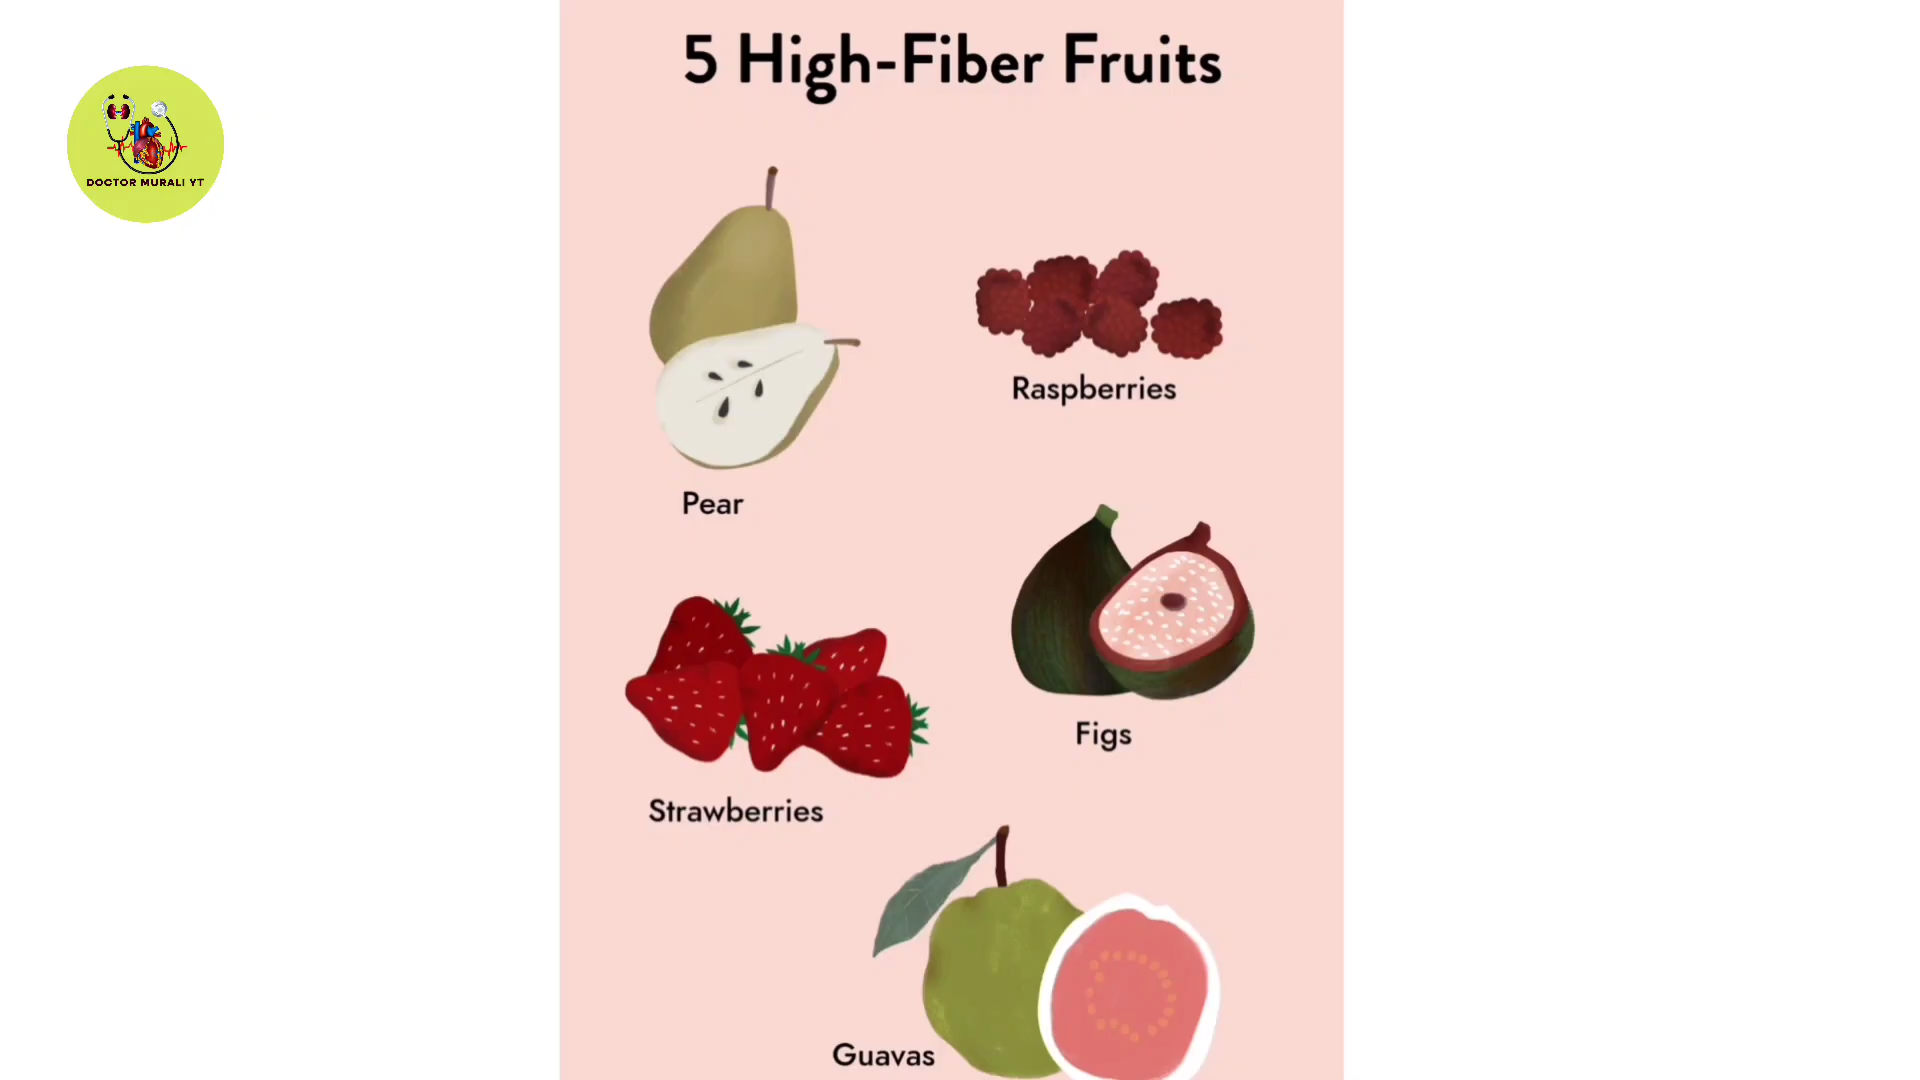 5 High-Fiber Fruits
DOCTOR MURALI YT
Raspberries
Pear
Figs
Strawberries
Guavas